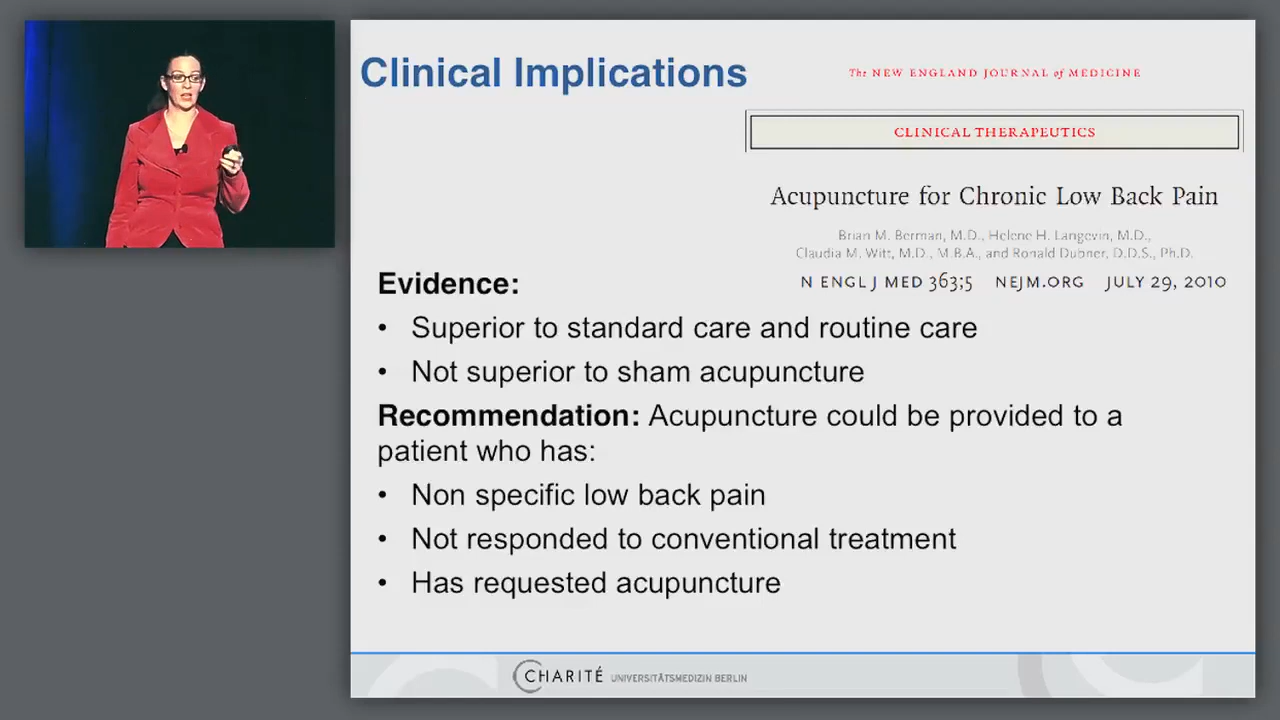 Clinical Implications
The NEW ENGLAND JOURNAL of MEDICINE
CLINICAL THERAPEUTICS
Acupuncture for Chronic Low Back Pain
Brian M. Berman, M.D., Helene H. Langevin, M.D.,
Claudia M. Witt, M.D., M.B.A., and Ronald Dubner, D.D.S., Ph.D.
N ENGL J MED 363;5 NEJM.ORG JULY 29, 2010
Evidence:
• Superior to standard care and routine care
• Not superior to sham acupuncture
Recommendation: Acupuncture could be provided to a
patient who has:
• Non specific low back pain
• Not responded to conventional treatment
• Has requested acupuncture
CHARITÉ UNIVERSITÄTSMEDIZIN BERLIN